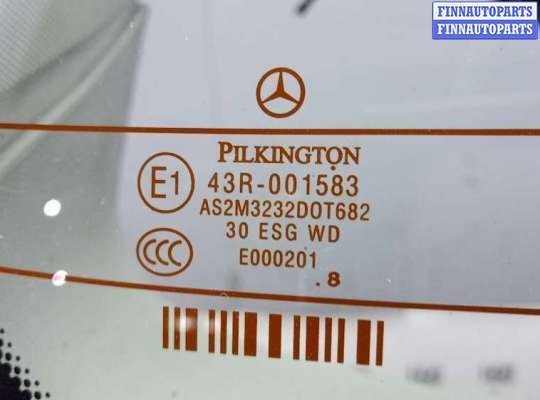 FINNAUTOPARTS
FINNAUTOPARTS
PILKINGTON
E1
43R-001583
AS2M3232DOT682
30 ESG WD
CCC
E000201
.8